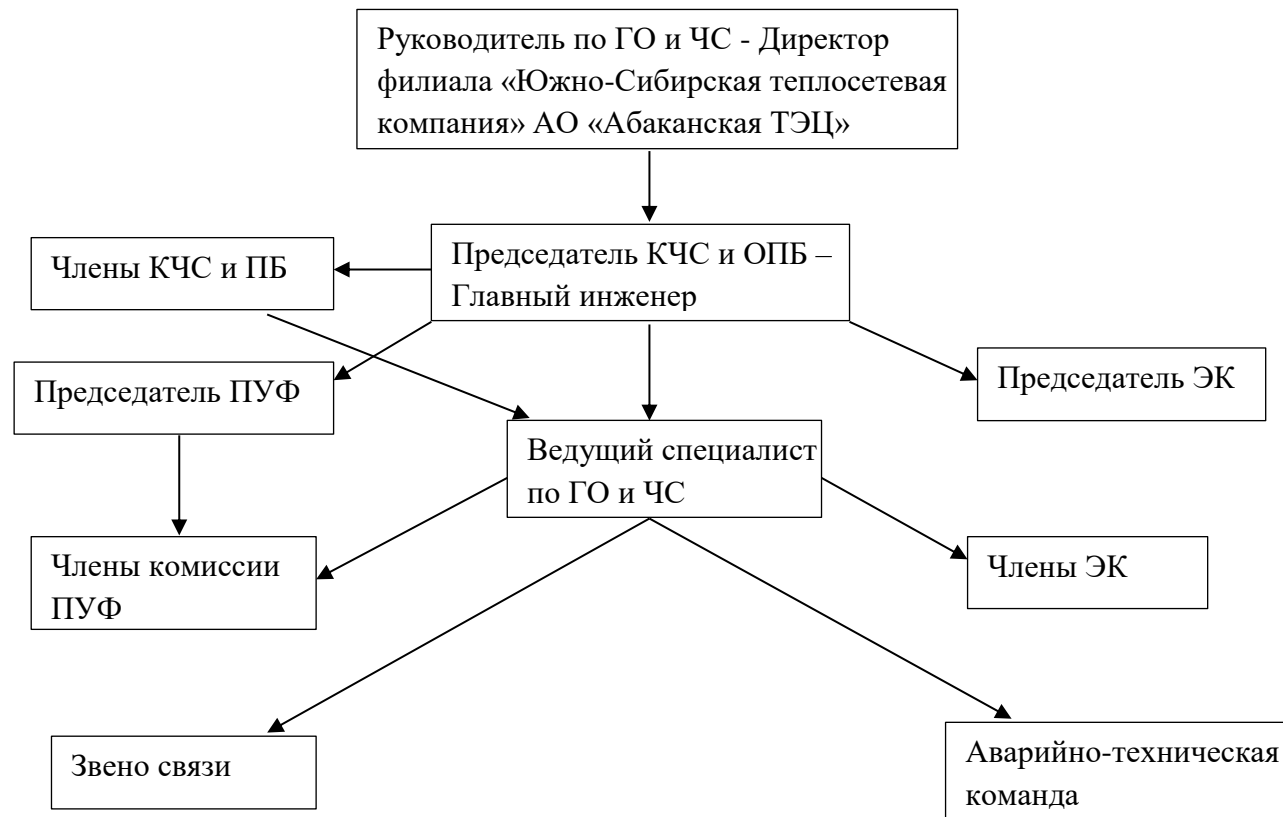 Руководитель по ГО и ЧС - Директор
филиала «Южно-Сибирская теплосетевая
компания» АО «Абаканская ТЭЦ»
Члены КЧС и ПБ
Председатель КЧС и ОПБ –
Главный инженер
Председатель ПУФ
Председатель ЭК
Ведущий специалист
по ГО и ЧС
Члены комиссии
ПУФ
Члены ЭК
Звено связи
Аварийно-техническая
команда